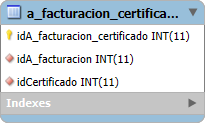 a_facturacion_certifica...
idA_facturacion_certificado INT(11)
idA_facturacion INT(11)
idCertificado INT(11)
Indexes